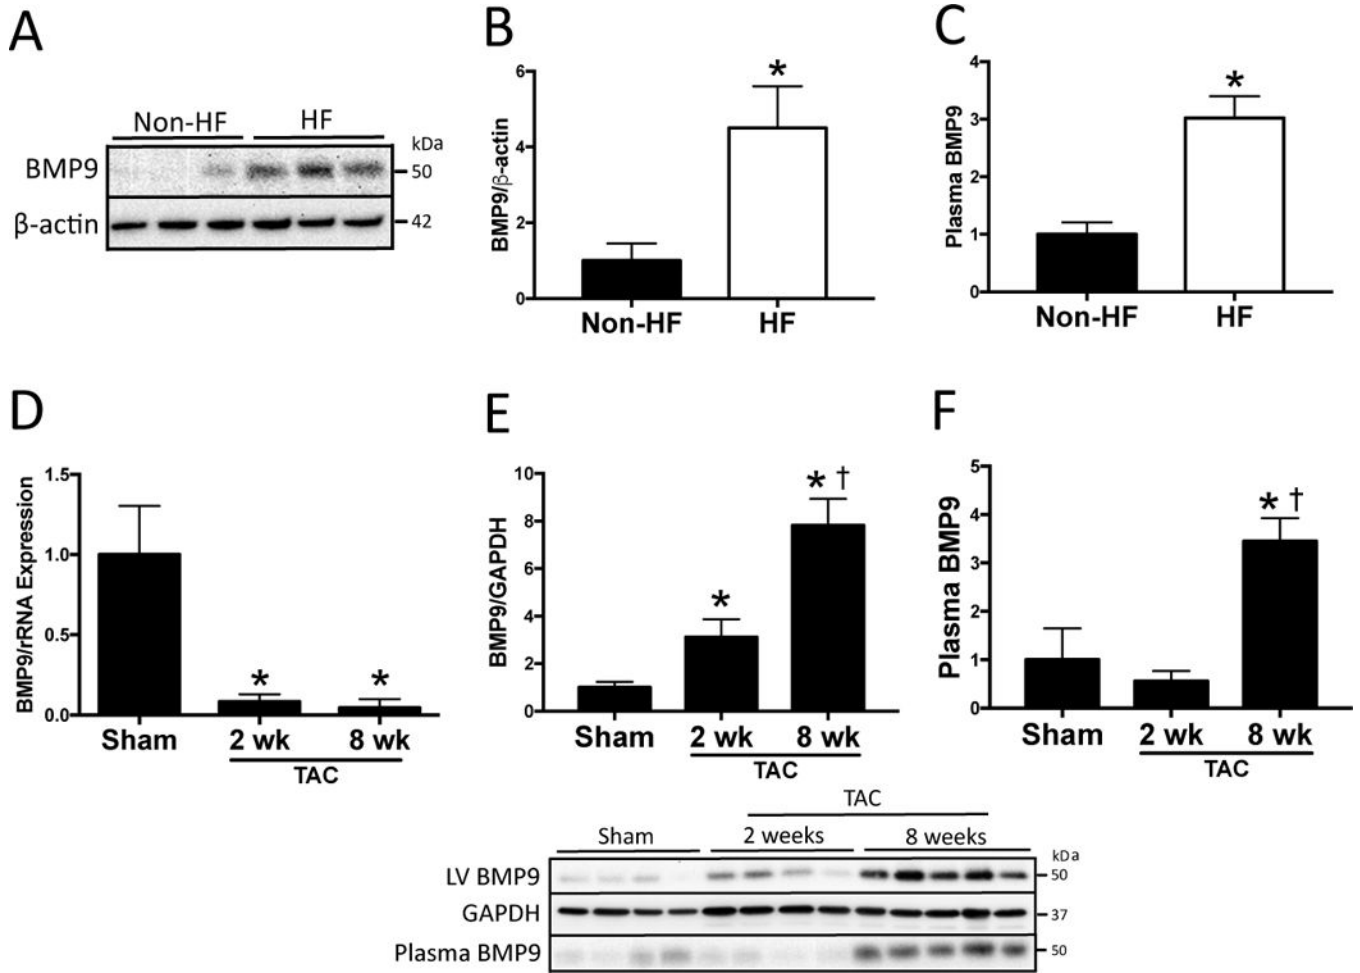 A
Non-HF HF
kDa
BMP9
50
β-actin
42
B
BMP9/β-actin
6
4
2
0
*
Non-HF HF
C
Plasma BMP9
4
3
2
1
0
*
Non-HF HF
D
BMP9/rRNA Expression
1.5
1.0
0.5
0.0
* *
Sham 2 wk 8 wk
TAC
E
BMP9/GAPDH
10
8
6
4
2
0
*
* †
Sham 2 wk 8 wk
TAC
F
Plasma BMP9
5
4
3
2
1
0
* †
Sham 2 wk 8 wk
TAC
TAC
Sham 2 weeks 8 weeks
kDa
LV BMP9
50
GAPDH
37
Plasma BMP9
50